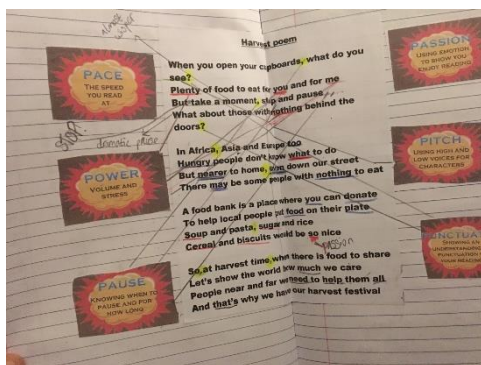 Harvest poem
When you open your cupboards, what do you
see?
Plenty of food to eat for you and for me
But take a moment, stop and pause
What about those with nothing behind the
doors?
In Africa, Asia and Europe too
Hungry people don't know what to do
But nearer to home, even down our street
There may be some people with nothing to eat
A food bank is a place where you can donate
To help local people put food on their plate
Soup and pasta, sugar and rice
Cereal and biscuits would be so nice
So, at harvest time, when there is food to share
Let's show the world how much we care
People near and far we need to help them all
And that's why we have our harvest festival
PACE
THE SPEED
YOU READ
AT
dramatic pause
POWER
VOLUME AND
STRESS
PAUSE
KNOWING WHEN TO
PAUSE AND FOR
HOW LONG
PASSION
USING EMOTION
TO SHOW YOU
ENJOY READING
PITCH
USING HIGH AND
LOW VOICES FOR
CHARACTERS
passion